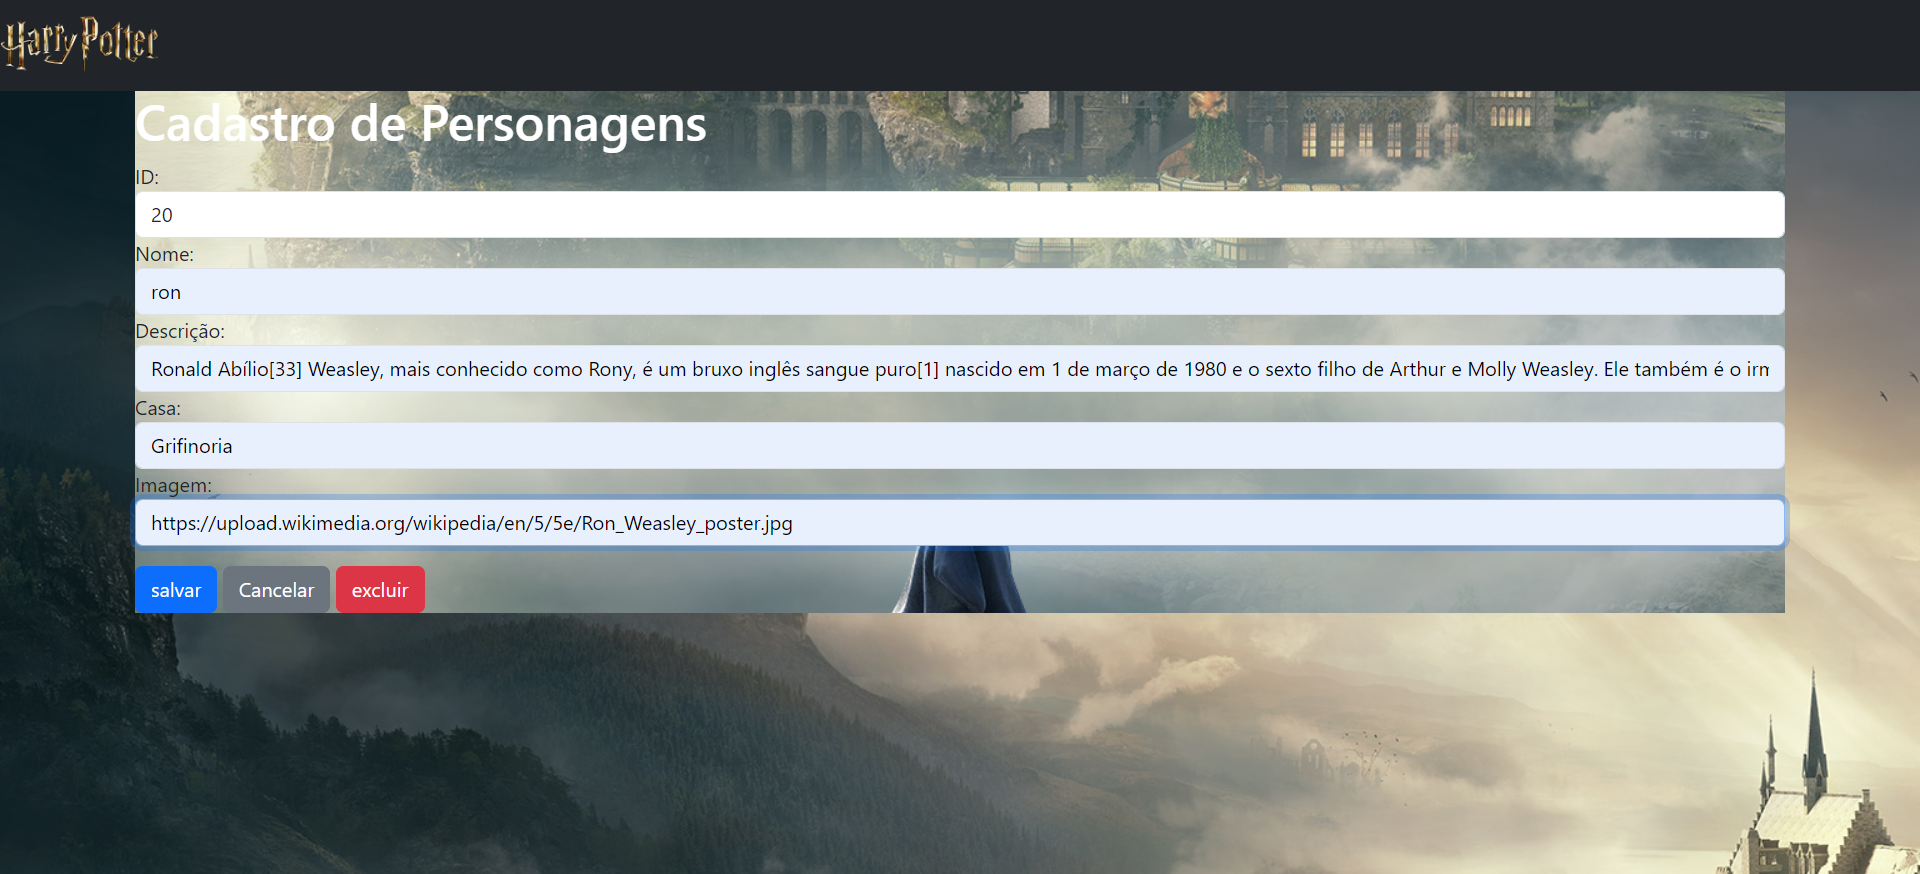 Harry Potter
Cadastro de Personagens
ID:
20
Nome:
ron
Descrição:
Ronald Abílio[33] Weasley, mais conhecido como Rony, é um bruxo inglês sangue puro[1] nascido em 1 de março de 1980 e o sexto filho de Arthur e Molly Weasley. Ele também é o irm
Casa:
Grifinoria
Imagem:
https://upload.wikimedia.org/wikipedia/en/5/5e/Ron_Weasley_poster.jpg
salvar Cancelar excluir